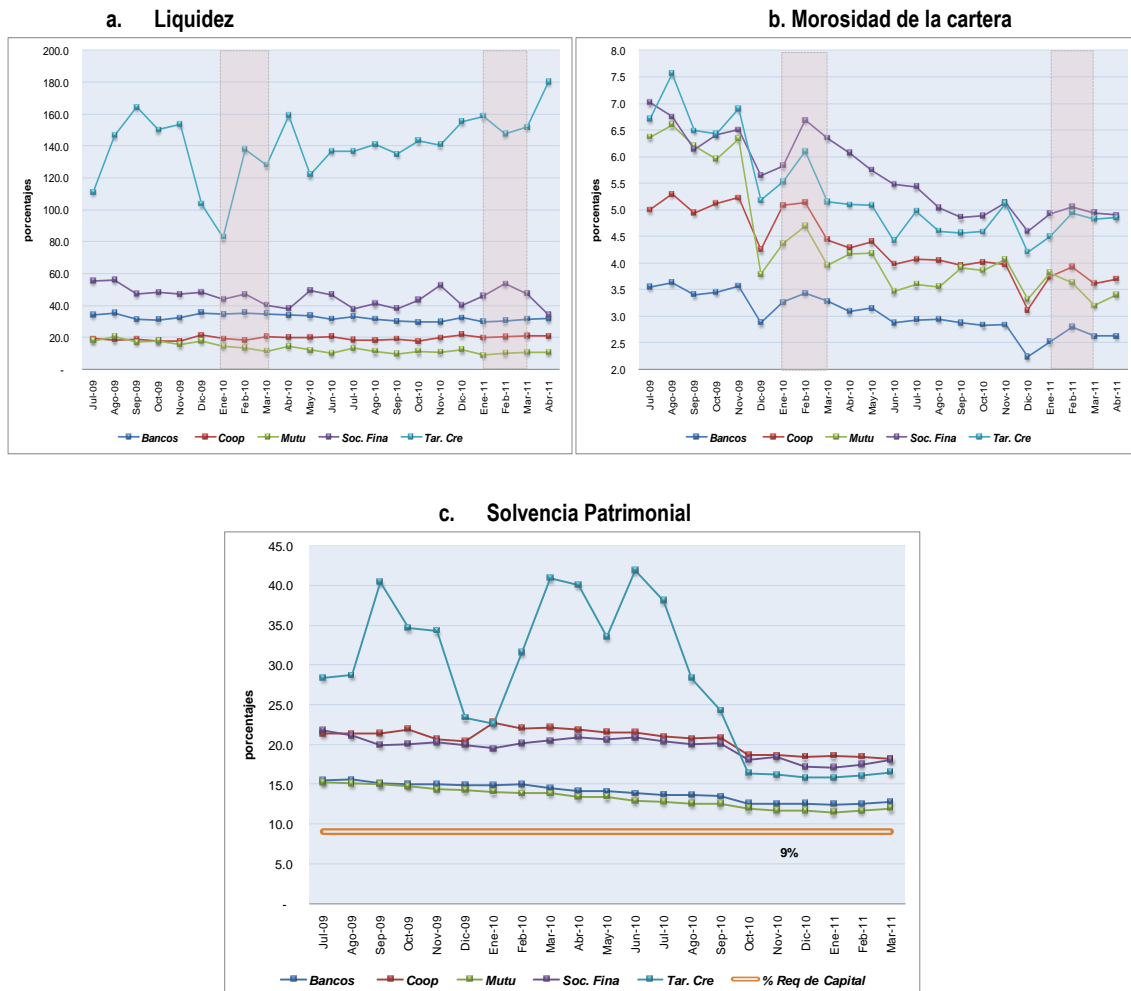 a. Liquidez
200.0
180.0
160.0
140.0
120.0
100.0
80.0
60.0
40.0
20.0
-
porcentajes
Jul-09 Ago-09 Sep-09 Oct-09 Nov-09 Dic-09 Ene-10 Feb-10 Mar-10 Abr-10 May-10 Jun-10 Jul-10 Ago-10 Sep-10 Oct-10 Nov-10 Dic-10 Ene-11 Feb-11 Mar-11 Abr-11
Bancos Coop Mutu Soc. Fina Tar. Cre
b. Morosidad de la cartera
8.0
7.5
7.0
6.5
6.0
5.5
5.0
4.5
4.0
3.5
3.0
2.5
2.0
porcentajes
Jul-09 Ago-09 Sep-09 Oct-09 Nov-09 Dic-09 Ene-10 Feb-10 Mar-10 Abr-10 May-10 Jun-10 Jul-10 Ago-10 Sep-10 Oct-10 Nov-10 Dic-10 Ene-11 Feb-11 Mar-11 Abr-11
Bancos Coop Mutu Soc. Fina Tar. Cre
c. Solvencia Patrimonial
45.0
40.0
35.0
30.0
25.0
20.0
15.0
10.0
5.0
-
porcentajes
9%
Jul-09 Ago-09 Sep-09 Oct-09 Nov-09 Dic-09 Ene-10 Feb-10 Mar-10 Abr-10 May-10 Jun-10 Jul-10 Ago-10 Sep-10 Oct-10 Nov-10 Dic-10 Ene-11 Feb-11 Mar-11
Bancos Coop Mutu Soc. Fina Tar. Cre % Req de Capital